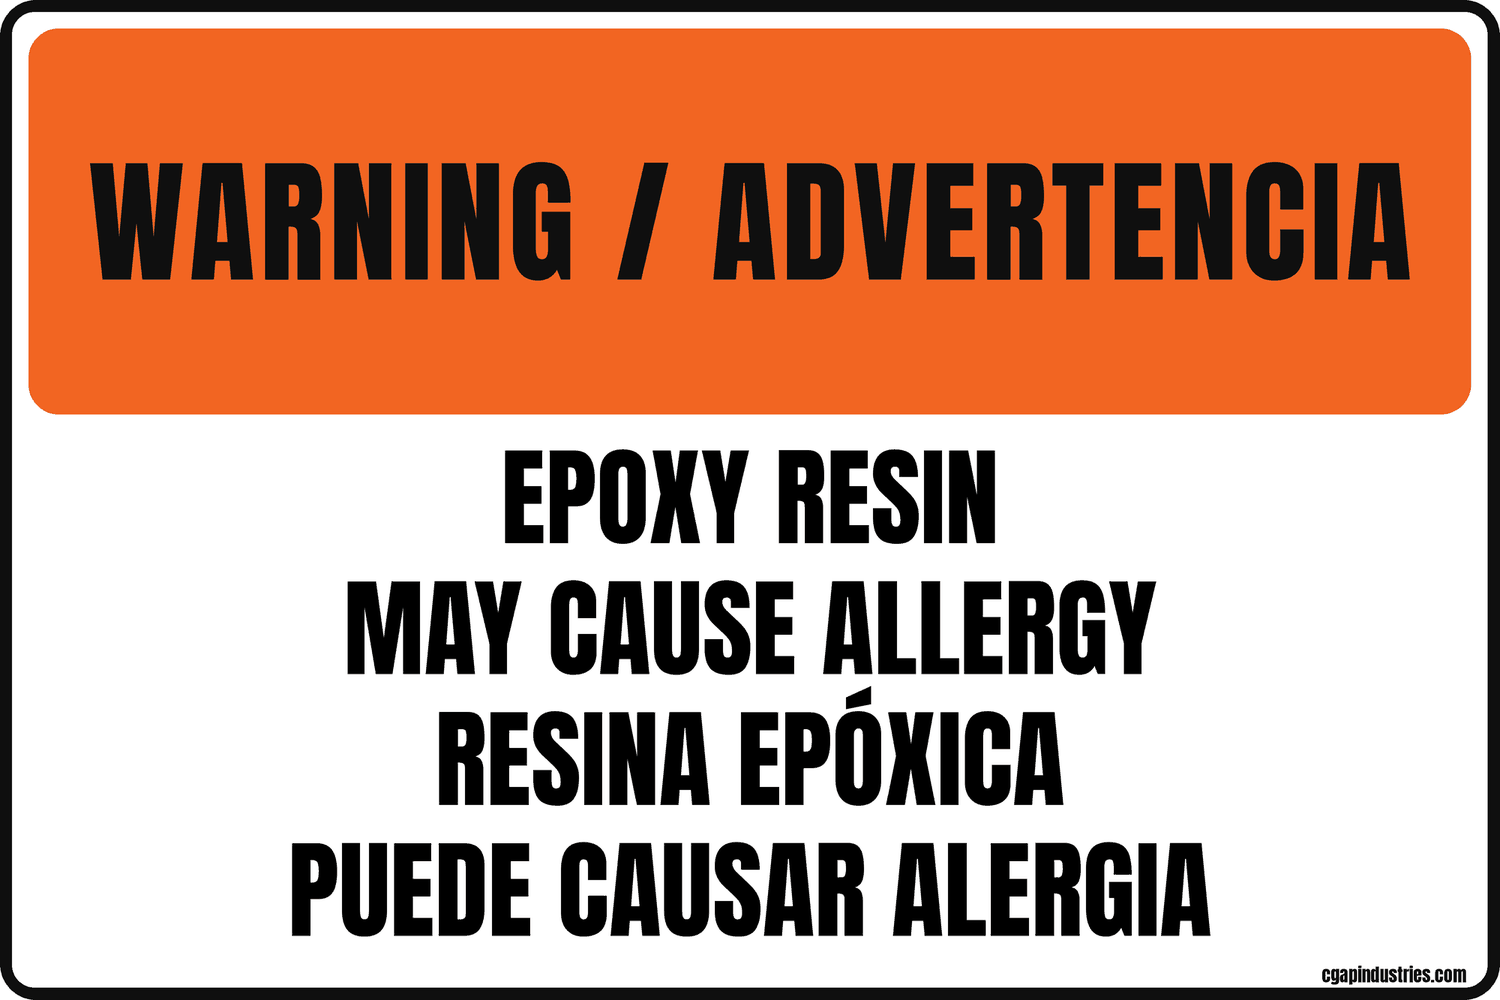 WARNING / ADVERTENCIA
EPOXY RESIN
MAY CAUSE ALLERGY
RESINA EPÓXICA
PUEDE CAUSAR ALERGIA
cgapindustries.com